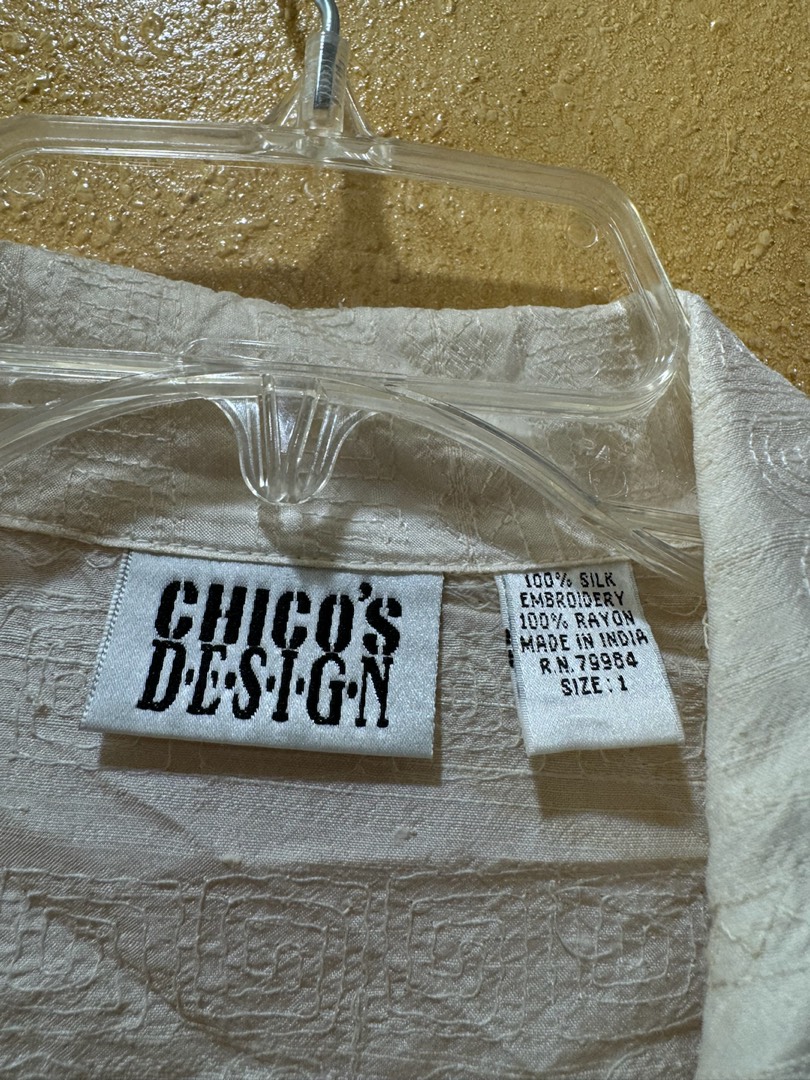 CHICO'S
D·E·S·I·G·N
100% SILK
EMBROIDERY
100% RAYON
MADE IN INDIA
R.N.79984
SIZE: 1